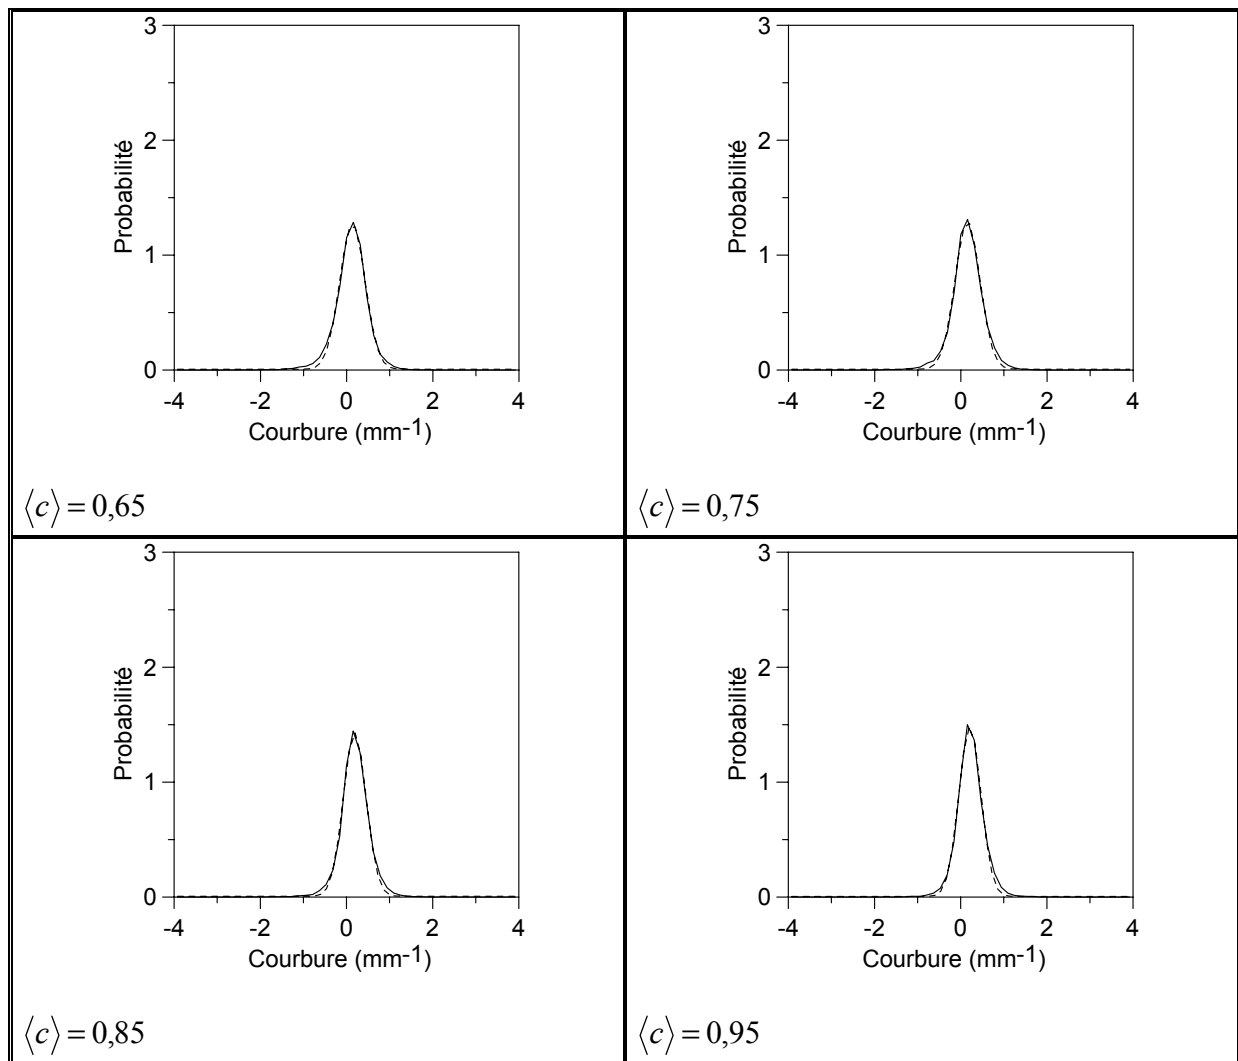 3
2
Probabilité
1
0
-4 -2 0 2 4
Courbure (mm-1)
⟨c⟩ = 0,65
3
2
Probabilité
1
0
-4 -2 0 2 4
Courbure (mm-1)
⟨c⟩ = 0,75
3
2
Probabilité
1
0
-4 -2 0 2 4
Courbure (mm-1)
⟨c⟩ = 0,85
3
2
Probabilité
1
0
-4 -2 0 2 4
Courbure (mm-1)
⟨c⟩ = 0,95